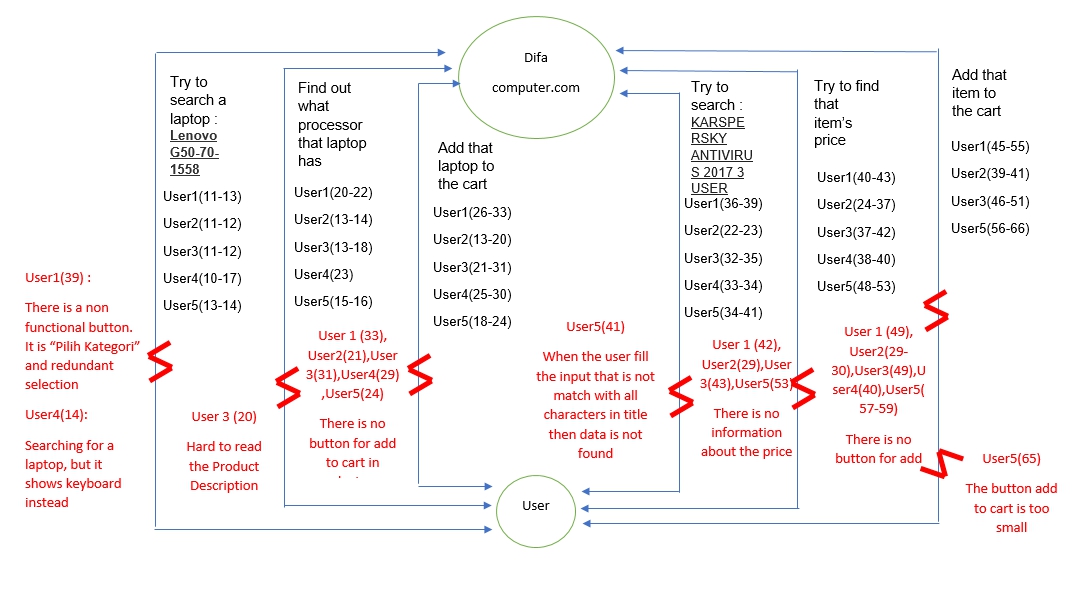 Difa
computer.com
Try to
search a
laptop :
Lenovo
G50-70-
1558
User1(11-13)
User2(11-12)
User3(11-12)
User4(10-17)
User5(13-14)
Find out
what
processor
that laptop
has
User1(20-22)
User2(13-14)
User3(13-18)
User4(23)
User5(15-16)
Add that
laptop to
the cart
User1(26-33)
User2(13-20)
User3(21-31)
User4(25-30)
User5(18-24)
Try to
search :
KARSPE
RSKY
ANTIVIRU
S 2017 3
USER
User1(36-39)
User2(22-23)
User3(32-35)
User4(33-34)
User5(34-41)
Try to find
that
item's
price
User1(40-43)
User2(24-37)
User3(37-42)
User4(38-40)
User5(48-53)
Add that
item to
the cart
User1(45-55)
User2(39-41)
User3(46-51)
User5(56-66)
User1(39) :
There is a non
functional button.
It is “Pilih Kategori”
and redundant
selection
User4(14):
Searching for a
laptop, but it
shows keyboard
instead
User 3 (20)
Hard to read
the Product
Description
User 1 (33),
User2(21),User
3(31),User4(29)
,User5(24)
There is no
button for add
to cart in
User5(41)
When the user fill
the input that is not
match with all
characters in title
then data is not
found
User 1 (42),
User2(29),User
3(43),User5(53)
There is no
information
about the price
User 1 (49),
User2(29-
30),User3(49),U
ser4(40),User5(
57-59)
There is no
button for add
User5(65)
The button add
to cart is too
small
User